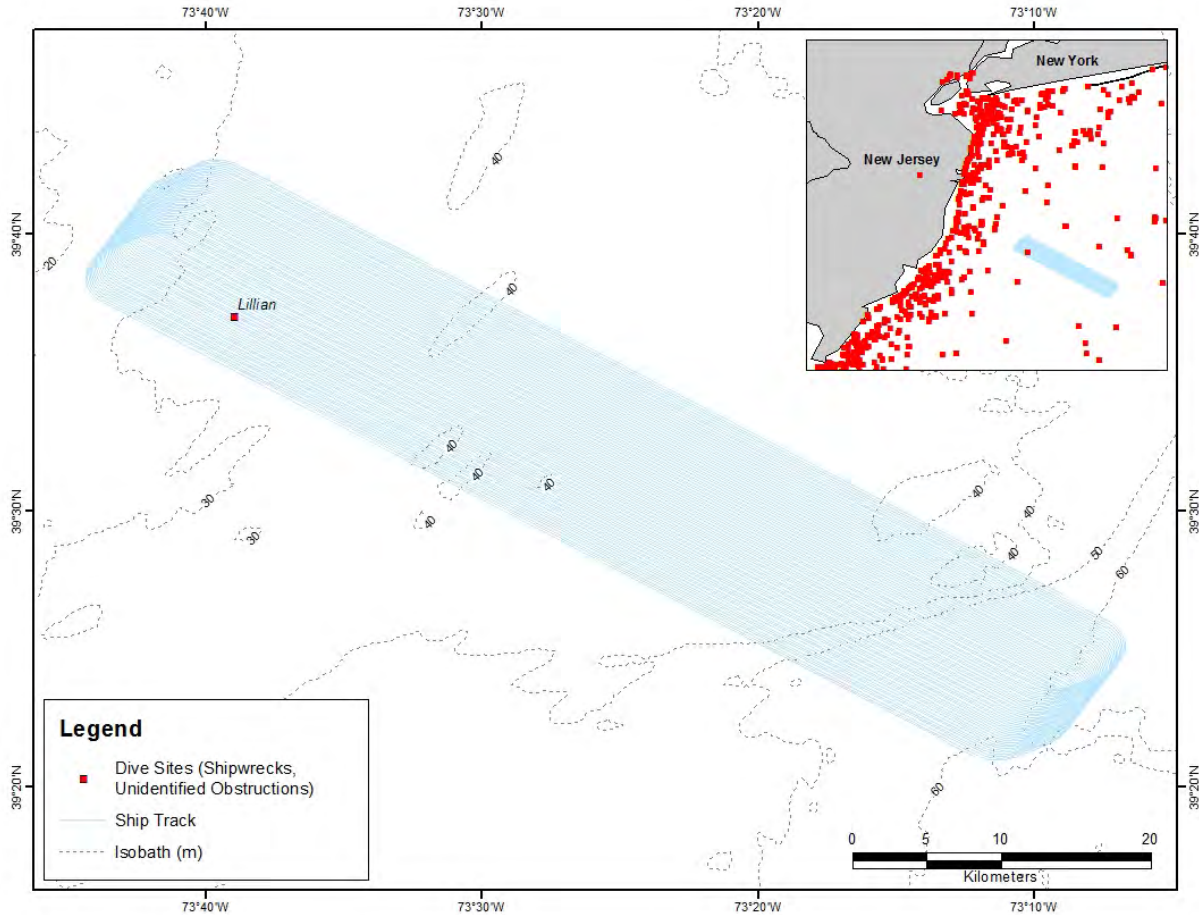 73°40'W
73°30'W
73°20'W
73°10'W
New York
New Jersey
40
39°40'N
39°40'N
20
40
Lillian
40
40
40
40
40
40
30
39°30'N
39°30'N
40
30
40
50
60
Legend
Dive Sites (Shipwrecks,
Unidentified Obstructions)
Ship Track
Isobath (m)
39°20'N
39°20'N
60
0 5 10 20
Kilometers
73°40'W
73°30'W
73°20'W
73°10'W